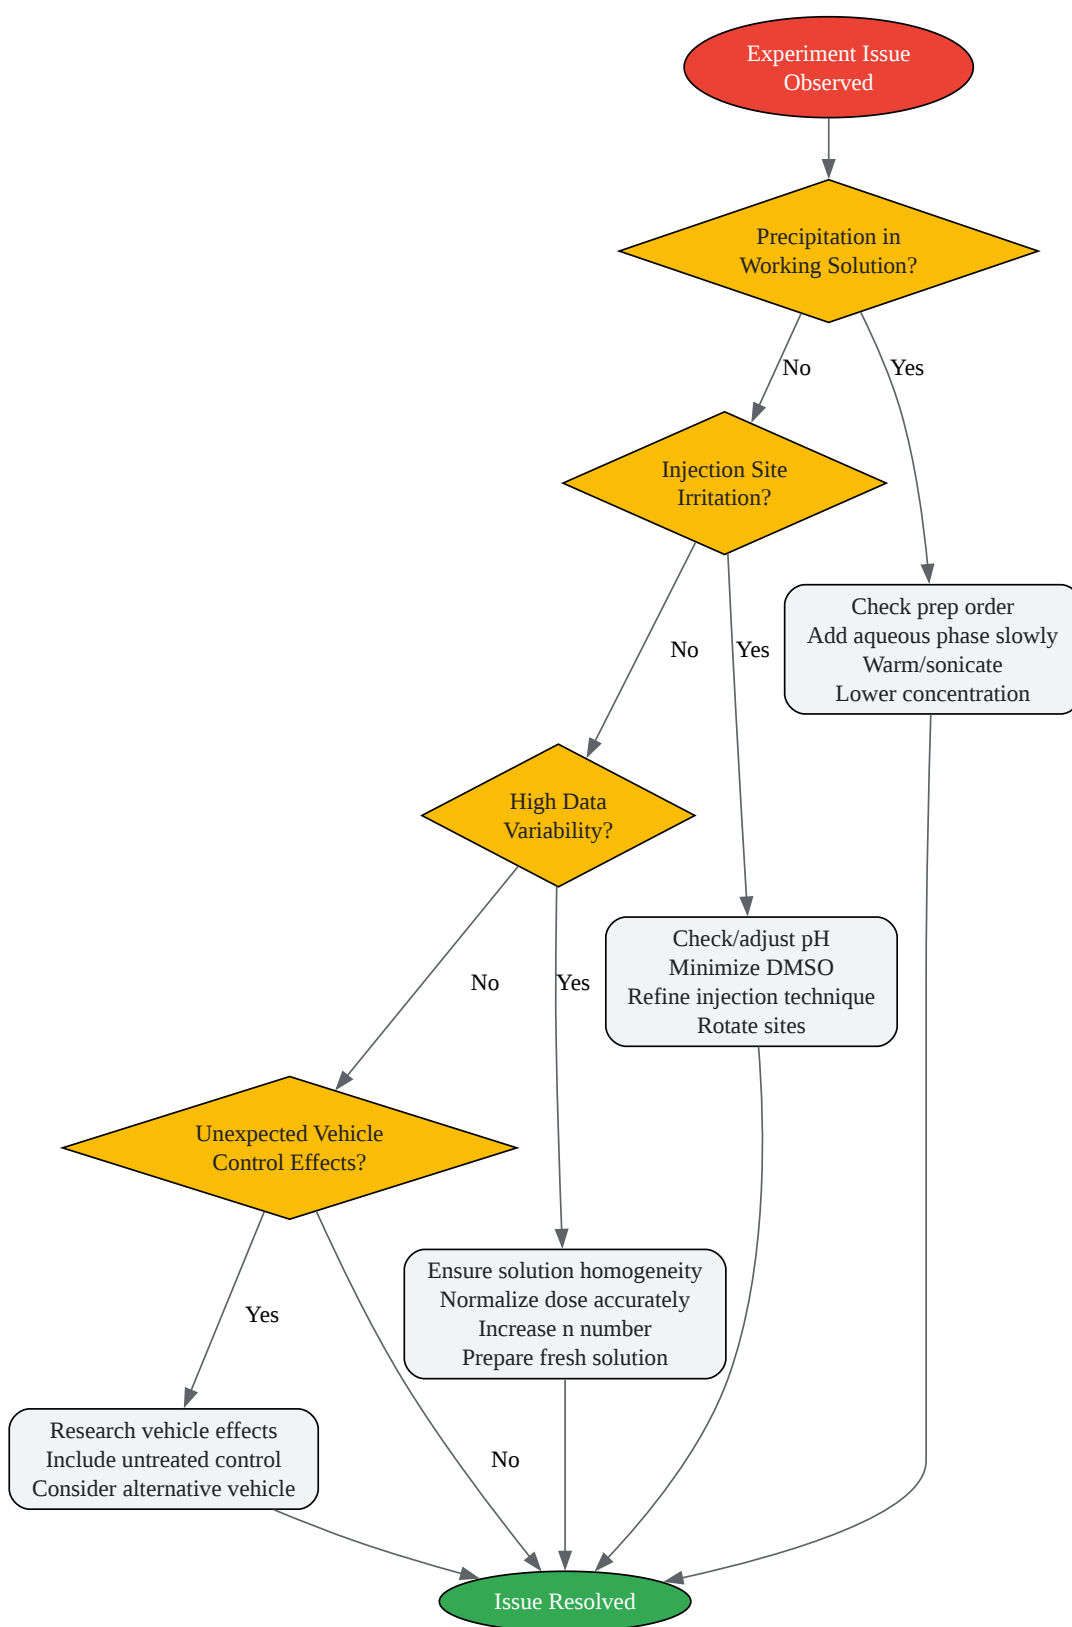 Experiment Issue
Observed
Precipitation in
Working Solution?
No
Yes
Injection Site
Irritation?
Check prep order
Add aqueous phase slowly
Warm/sonicate
Lower concentration
No
Yes
High Data
Variability?
Check/adjust pH
Minimize DMSO
Refine injection technique
Rotate sites
No
Yes
Unexpected Vehicle
Control Effects?
Ensure solution homogeneity
Normalize dose accurately
Increase n number
Prepare fresh solution
Yes
Research vehicle effects
Include untreated control
Consider alternative vehicle
No
Issue Resolved